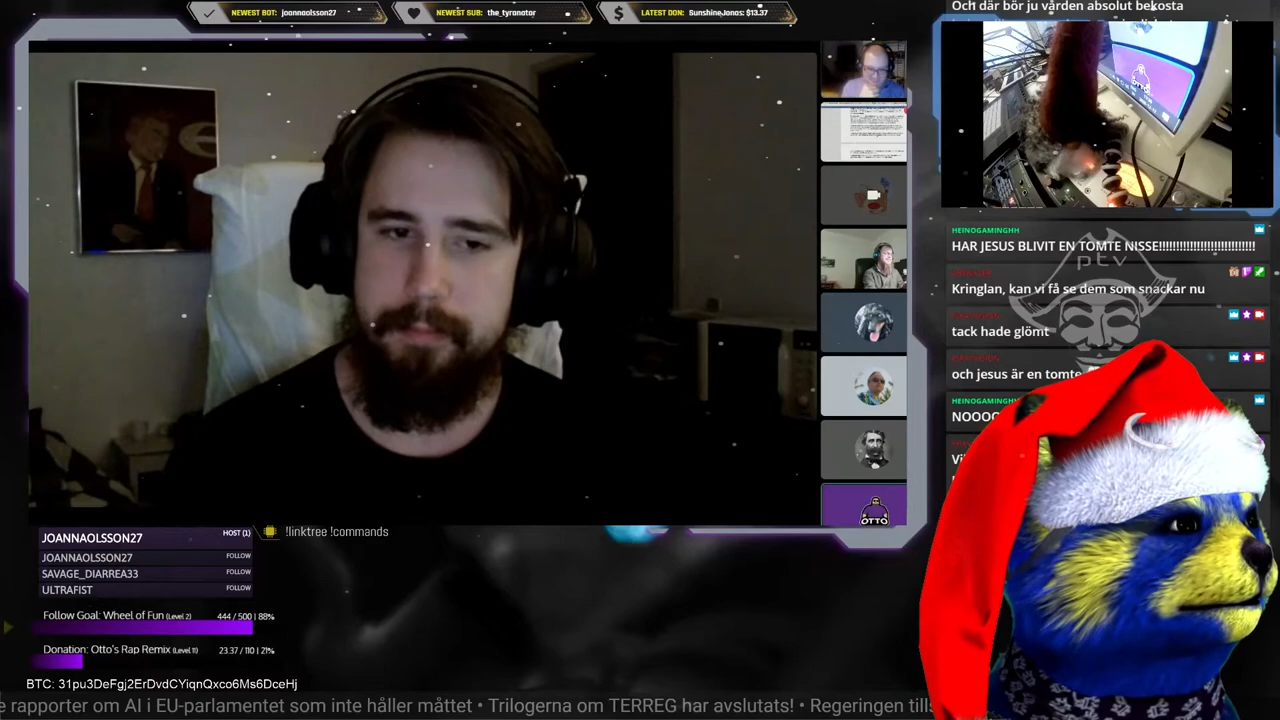 NEWEST BOT: joannaolsson27
NEWEST SUB: the_tyranator
LATEST DON: SunshineJonas: $13.37
Och där bör ju vården absolut bekosta
HEINOGAMINGHH
HAR JESUS BLIVIT EN TOMTE NISSE!!!!!!!!!!!!!!!!!!!!!!!!!!!
ptv
Kringlan, kan vi få se dem som snackar nu
tack hade glömt
och jesus är en tomte
HEINOGAMINGHH
NOOO
OTTO
JOANNAOLSSON27 HOST (1)
JOANNAOLSSON27 FOLLOW
SAVAGE_DIARREA33 FOLLOW
ULTRAFIST FOLLOW
!linktree !commands
Follow Goal: Wheel of Fun (Level 2) 444 / 500 | 88%
Donation: Otto's Rap Remix (Level 11) 23.37 / 110 | 21%
BTC: 31pu3DeFgj2ErDvdCYiqnQxco6Ms6DceHj
e rapporter om AI i EU-parlamentet som inte håller måttet • Trilogerna om TERREG har avslutats! • Regeringen tills